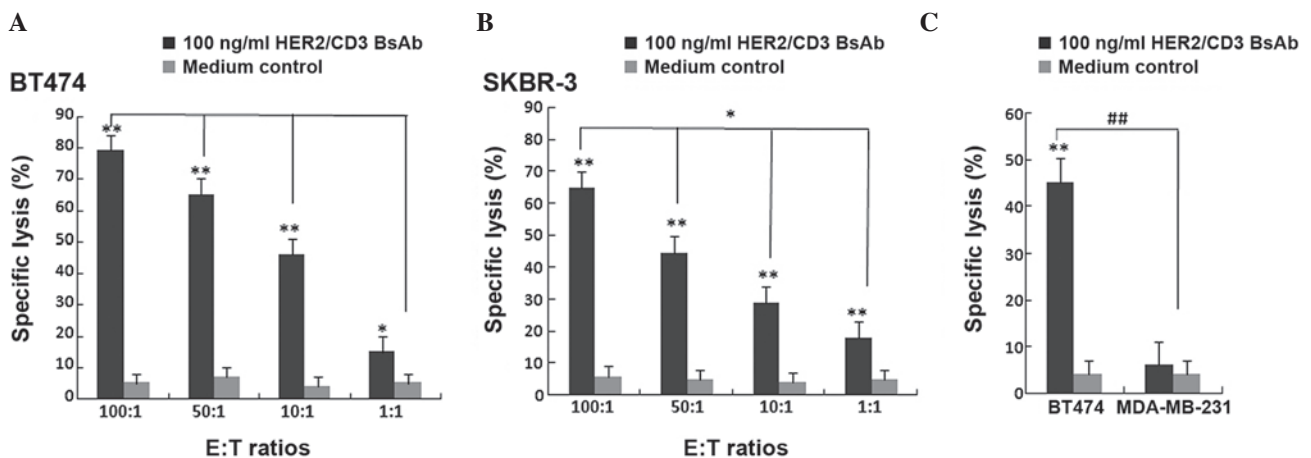 A
100 ng/ml HER2/CD3 BsAb
Medium control
BT474
Specific lysis (%)
90
80
70
60
50
40
30
20
10
0
**
**
**
*
100:1
50:1
10:1
1:1
E:T ratios
B
100 ng/ml HER2/CD3 BsAb
Medium control
SKBR-3
Specific lysis (%)
90
80
70
60
50
40
30
20
10
0
*
**
**
**
**
100:1
50:1
10:1
1:1
E:T ratios
C
100 ng/ml HER2/CD3 BsAb
Medium control
Specific lysis (%)
60
50
40
30
20
10
0
##
**
BT474
MDA-MB-231